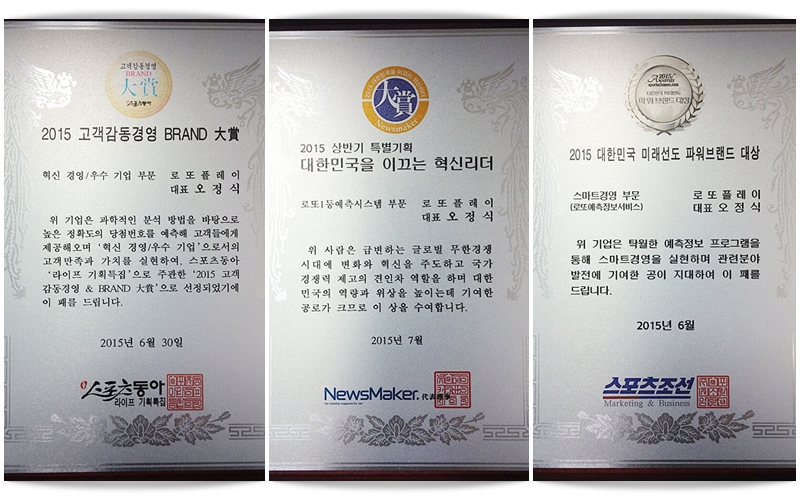 고객감동경영
BRAND
大賞
스포츠동아
2015 고객감동경영 BRAND 大賞
혁신 경영/우수 기업 부문 로또플레이
대표 오정식
위 기업은 과학적인 분석 방법을 바탕으로
높은 정확도의 당첨번호를 예측해 고객들에게
제공해오며 '혁신 경영/우수 기업'으로서의
고객만족과 가치를 실현하여, 스포츠동아
'라이프 기획특집'으로 주관한 '2015 고객
감동경영 & BRAND 大賞'으로 선정되었기에
이 패를 드립니다.
2015년 6월 30일
스포츠동아
라이프 기획특집
大賞
Newsmaker
2015 상반기 특별기획
대한민국을 이끄는 혁신리더
로또1등예측시스템 부문 로또플레이
대표 오정식
위 사람은 급변하는 글로벌 무한경쟁
시대에 변화와 혁신을 주도하고 국가
경쟁력 제고의 견인차 역할을 하며 대한
민국의 역량과 위상을 높이는데 기여한
공로가 크므로 이 상을 수여합니다.
2015년 7월
NewsMaker.
2015
대한민국 미래선도
파워브랜드 대상
2015 대한민국 미래선도 파워브랜드 대상
스마트경영 부문 로또플레이
(로또예측정보서비스) 대표 오정식
위 기업은 탁월한 예측정보 프로그램을
통해 스마트경영을 실현하며 관련분야
발전에 기여한 공이 지대하여 이 패를
드립니다.
2015년 6월
스포츠조선
Marketing & Business